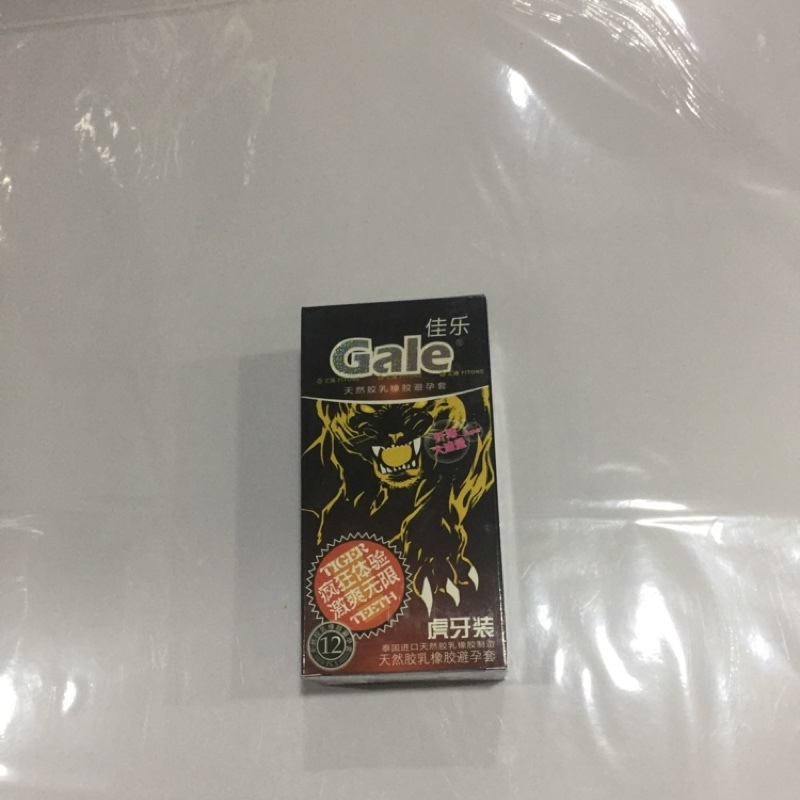 佳乐
Gale
天然胶乳橡胶避孕套
TIGER
疯狂体验
激爽无限
TEETH
12
虎牙装
泰国进口天然胶乳橡胶制造
天然胶乳橡胶避孕套